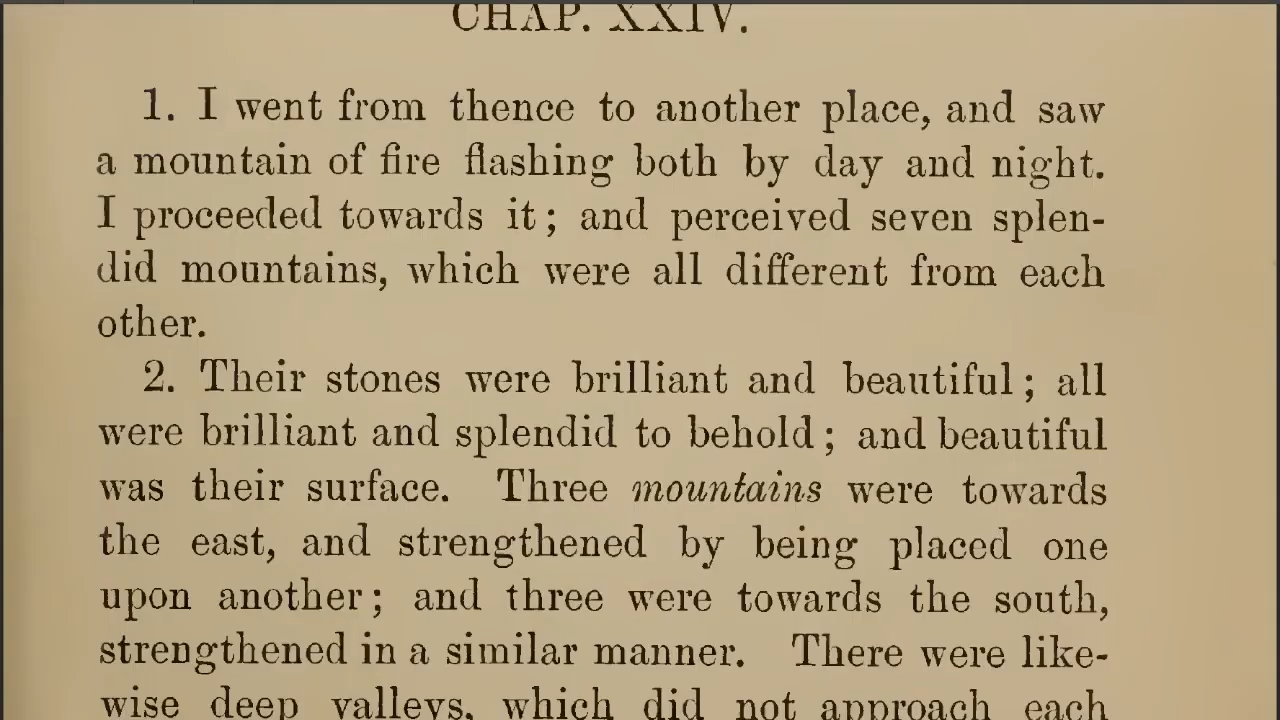 CHAP. XXIV.
1. I went from thence to another place, and saw
a mountain of fire flashing both by day and night.
I proceeded towards it; and perceived seven splen-
did mountains, which were all different from each
other.
2. Their stones were brilliant and beautiful; all
were brilliant and splendid to behold; and beautiful
was their surface. Three mountains were towards
the east, and strengthened by being placed one
upon another; and three were towards the south,
strengthened in a similar manner. There were like-
wise deep valleys, which did not approach each